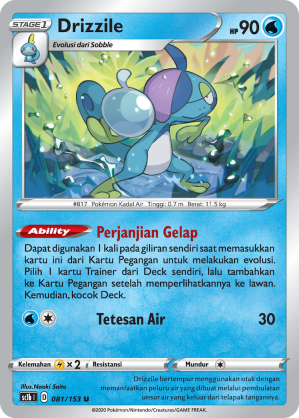 STAGE 1 Drizzile HP 90
Evolusi dari Sobble
#817 Pokémon Kadal Air Tinggi: 0.7 m Berat: 11.5 kg
Ability Perjanjian Gelap
Dapat digunakan 1 kali pada giliran sendiri saat memasukkan
kartu ini dari Kartu Pegangan untuk melakukan evolusi.
Pilih 1 kartu Trainer dari Deck sendiri, lalu tambahkan
ke Kartu Pegangan setelah memperlihatkannya ke lawan.
Kemudian, kocok Deck.
Tetesan Air 30
Kelemahan ×2 Resistansi Mundur
Illus. Naoki Saito
sc1b I D 081/153 U
Drizzile bertempur menggunakan otak dengan
memanfaatkan peluru air yang dibuat melalui pembulatan
unsur air yang keluar dari telapak tangannya.
©2020 Pokémon/Nintendo/Creatures/GAME FREAK.